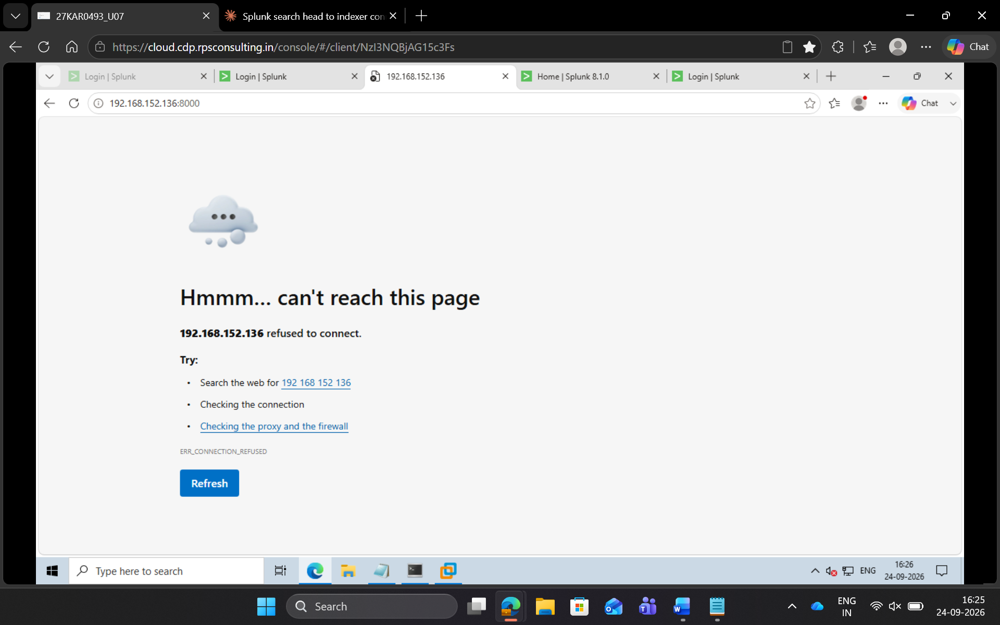 27KAR0493_U07
Splunk search head to indexer con
https://cloud.cdp.rpsconsulting.in/console/#/client/NzI3NQBjAG15c3Fs
Chat
Login | Splunk
Login | Splunk
192.168.152.136
Home | Splunk 8.1.0
Login | Splunk
192.168.152.136:8000
Chat
Hmmm... can't reach this page
192.168.152.136 refused to connect.
Try:
• Search the web for 192 168 152 136
• Checking the connection
• Checking the proxy and the firewall
ERR_CONNECTION_REFUSED
Refresh
Type here to search
ENG
16:26
24-09-2026
Search
ENG
IN
16:25
24-09-2026